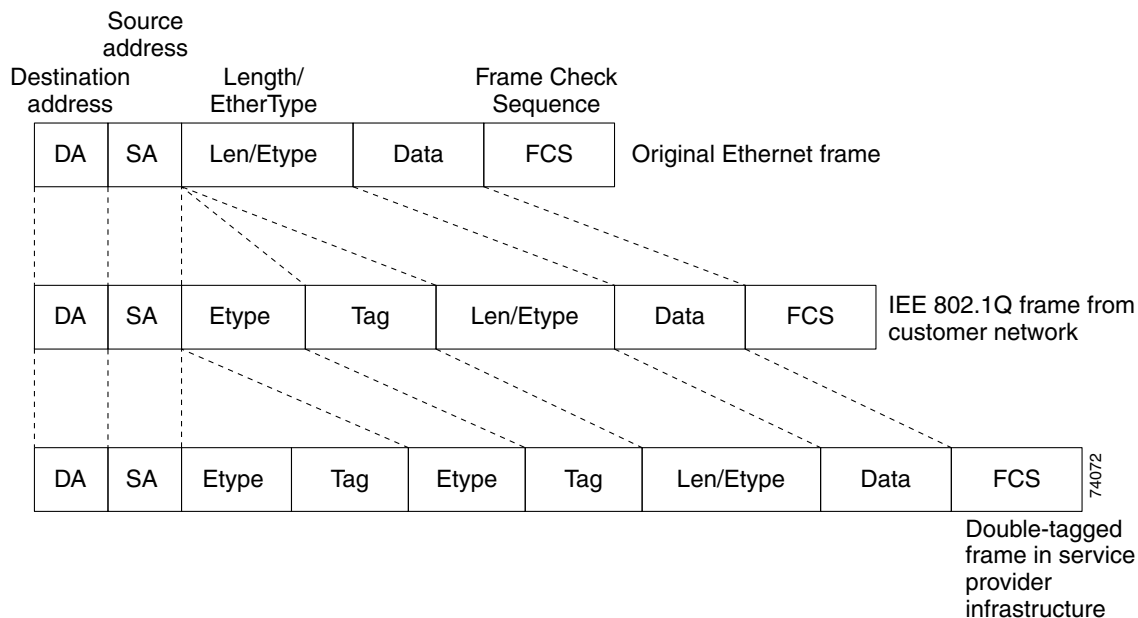 Source
address
Destination
address
Length/
EtherType
Frame Check
Sequence
DA SA Len/Etype Data FCS Original Ethernet frame
DA SA Etype Tag Len/Etype Data FCS
IEE 802.1Q frame from
customer network
DA SA Etype Tag Etype Tag Len/Etype Data FCS
74072
Double-tagged
frame in service
provider
infrastructure